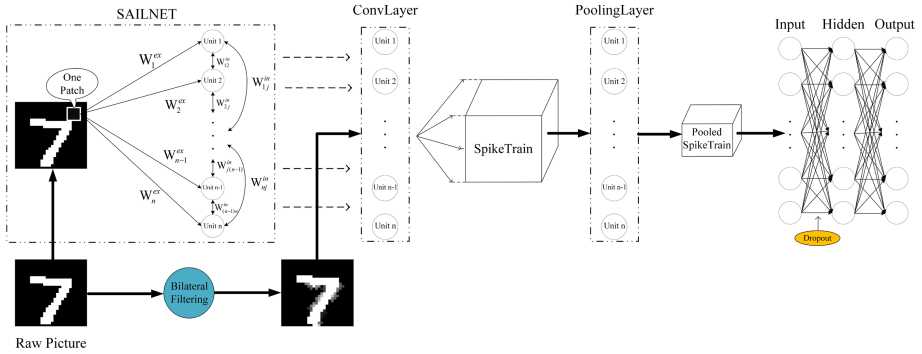 SAILNET
ConvLayer
PoolingLayer
Input Hidden Output
One
Patch
W₁ᵉˣ
W₂ᵉˣ
Wₙ₋₁ᵉˣ
Wₙᵉˣ
Unit 1
W₁₂ⁱⁿ
Unit 2
W₂ⱼⁱⁿ
W₁ⱼⁱⁿ
Wⱼ₍ₙ₋₁₎ⁱⁿ
Unit n-1
Wₙⱼⁱⁿ
W₍ₙ₋₁₎ₙⁱⁿ
Unit n
Unit 1
Unit 2
Unit n-1
Unit n
SpikeTrain
Unit 1
Unit 2
Unit n-1
Unit n
Pooled
SpikeTrain
Dropout
Bilateral
Filtering
Raw Picture